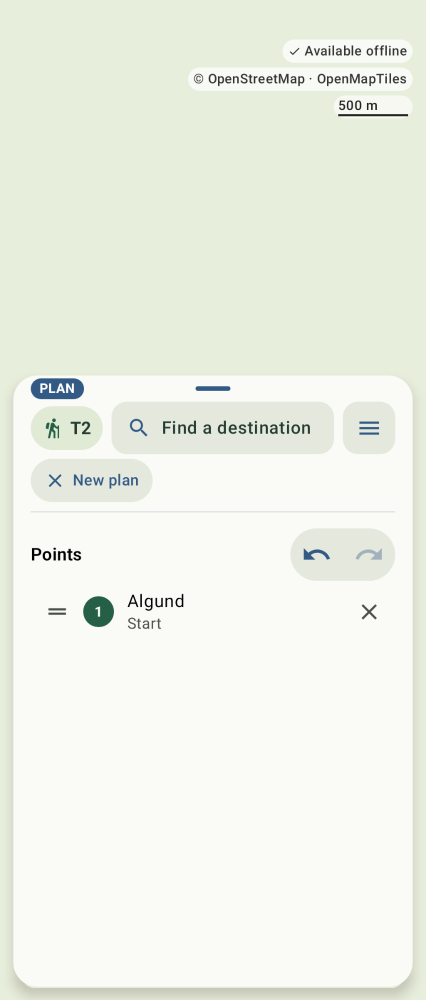 Available offline
© OpenStreetMap · OpenMapTiles
500 m
PLAN
T2
Find a destination
New plan
Points
1
Algund
Start